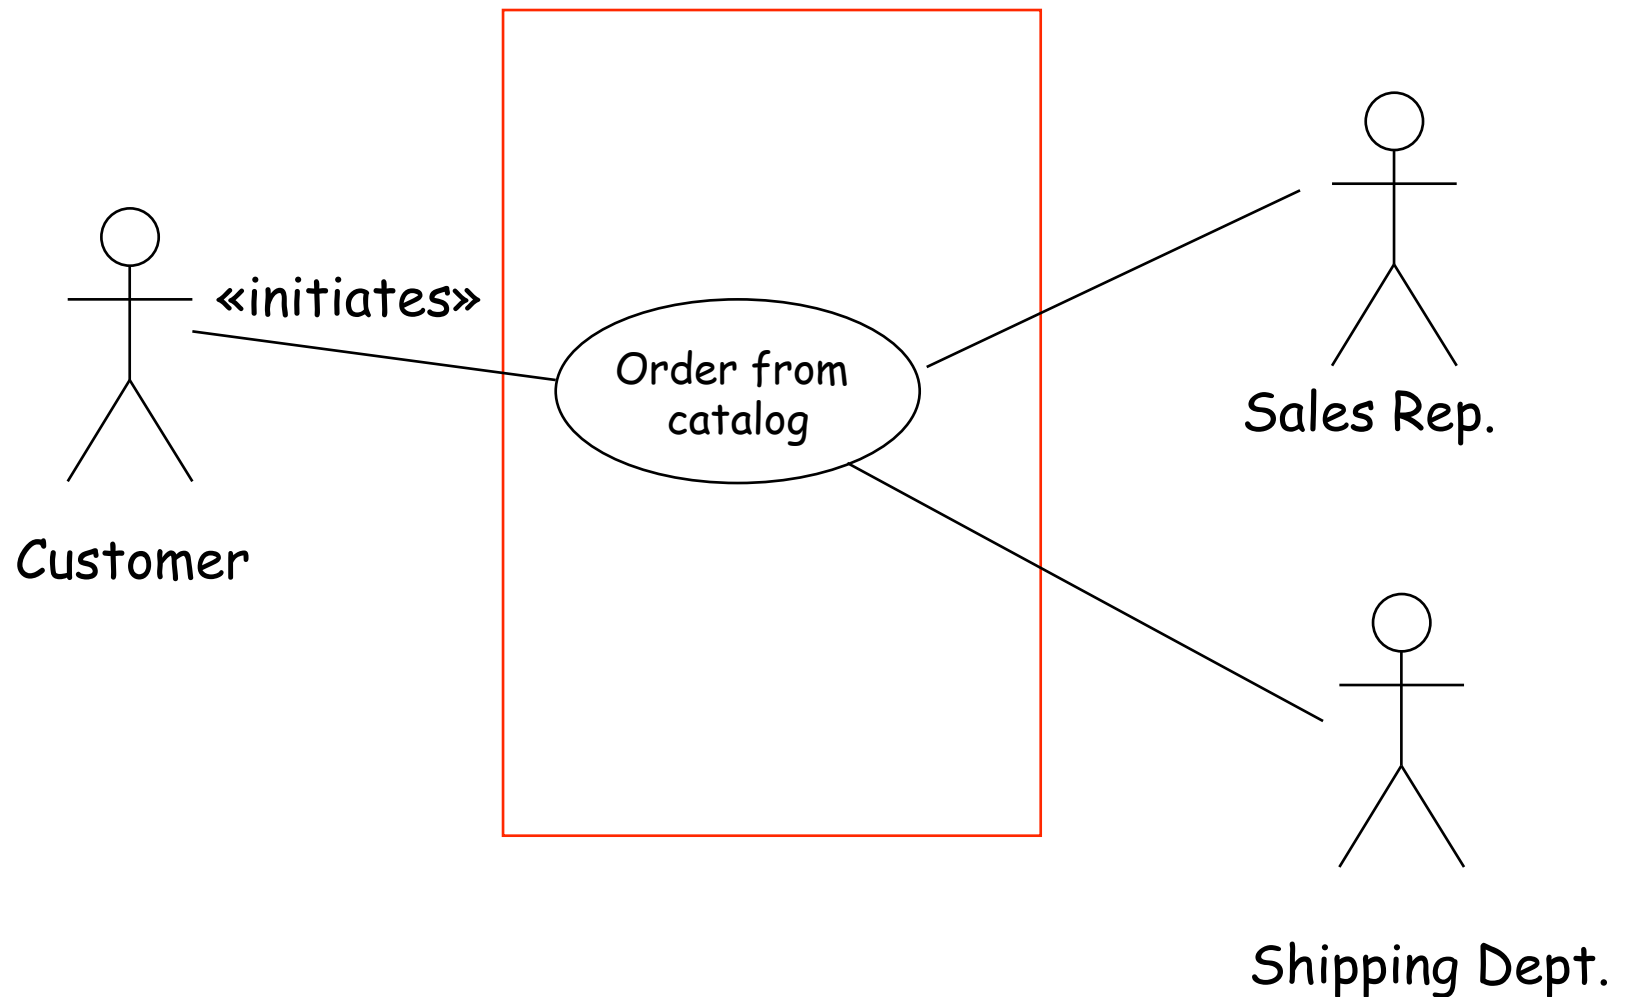 «initiates»
Order from
catalog
Sales Rep.
Customer
Shipping Dept.